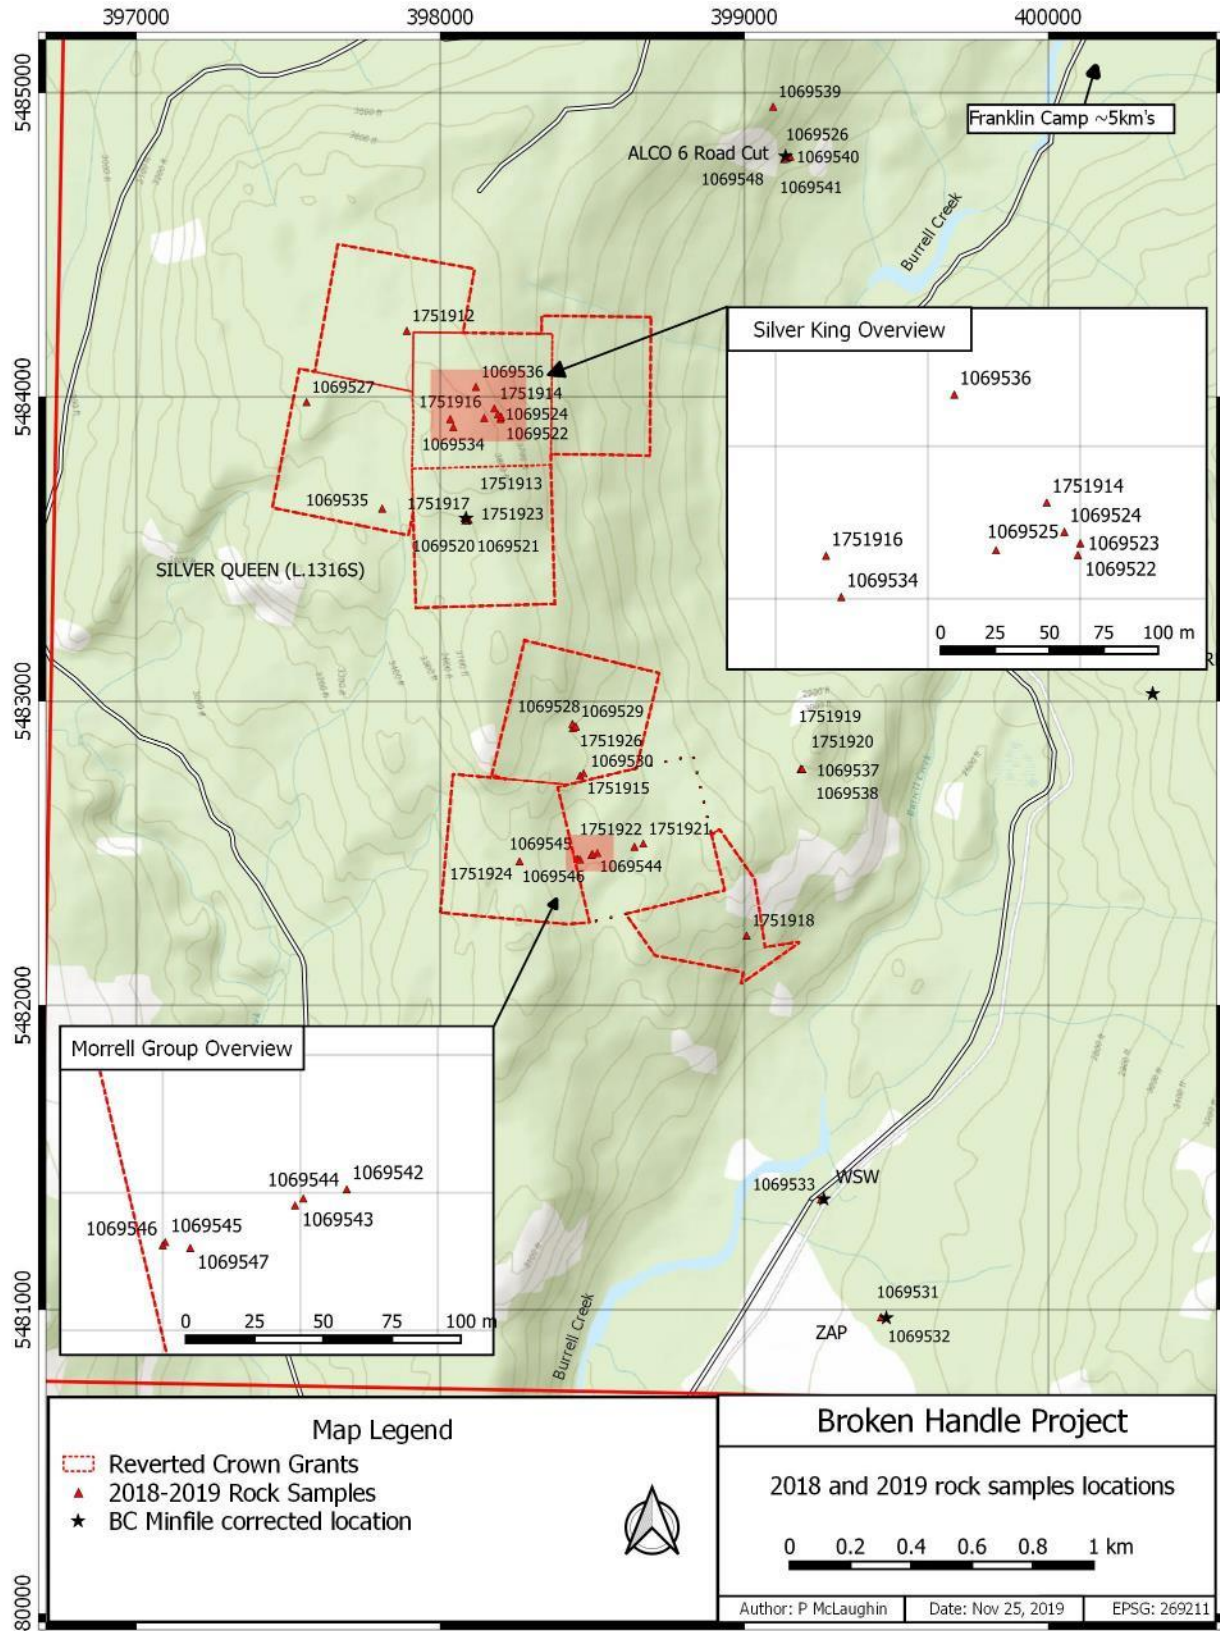 397000
398000
399000
400000
5485000
5484000
5483000
5482000
5481000
80000
1069539
Franklin Camp ~5km's
1069526
ALCO 6 Road Cut
1069540
1069548
1069541
Burrell Creek
1751912
1069536
1069527
1751916
1751914
1069524
1069522
1069534
1751913
1069535
1751917
1751923
1069520
1069521
SILVER QUEEN (L.1316S)
Silver King Overview
1069536
1751914
1069524
1069525
1069523
1751916
1069522
1069534
0 25 50 75 100 m
R
1069528
1069529
1751926
1069530
1751915
1751919
1751920
1069537
1069538
1751922
1751921
1069545
1069544
1751924
1069546
1751918
Morrell Group Overview
1069544
1069542
1069543
1069546
1069545
1069547
0 25 50 75 100 m
1069533
WSW
1069531
ZAP
1069532
Burrell Creek
3600 ft
2900 ft
2600 ft
Map Legend
Reverted Crown Grants
2018-2019 Rock Samples
BC Minfile corrected location
Broken Handle Project
2018 and 2019 rock samples locations
0 0.2 0.4 0.6 0.8 1 km
Author: P McLaughin
Date: Nov 25, 2019
EPSG: 269211